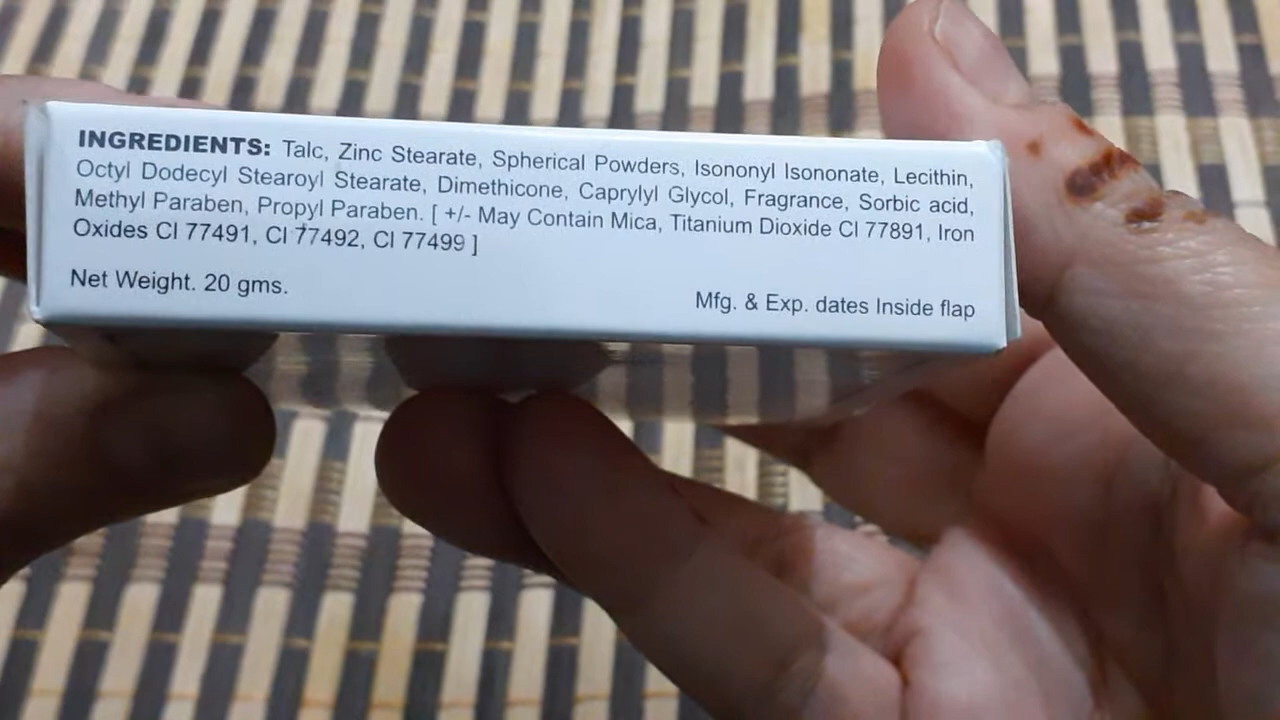 INGREDIENTS: Talc, Zinc Stearate, Spherical Powders, Isononyl Isononate, Lecithin,
Octyl Dodecyl Stearoyl Stearate, Dimethicone, Caprylyl Glycol, Fragrance, Sorbic acid,
Methyl Paraben, Propyl Paraben. [ +/- May Contain Mica, Titanium Dioxide CI 77891, Iron
Oxides CI 77491, CI 77492, CI 77499 ]
Net Weight. 20 gms.
Mfg. & Exp. dates Inside flap